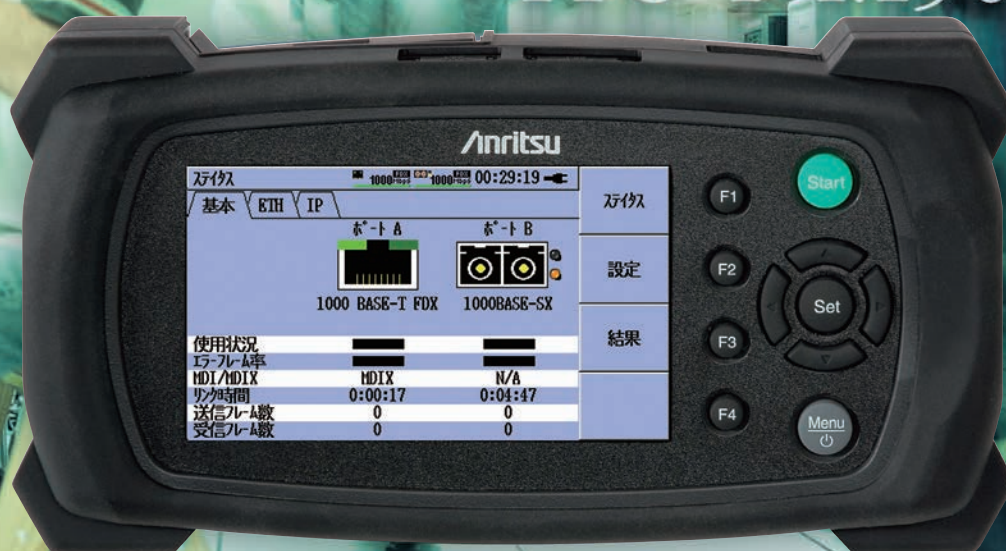 Anritsu
ステイタス 1000 Mbps FDX 1000 Mbps FDX 00:29:19
基本 ETH IP
ポート A ポート B
1000 BASE-T FDX 1000BASE-SX
使用状況
エラーフレーム率
MDI/MDIX MDIX N/A
リンク時間 0:00:17 0:04:47
送信フレーム数 0 0
受信フレーム数 0 0
ステイタス
設定
結果
F1
F2
F3
F4
Start
Set
Menu